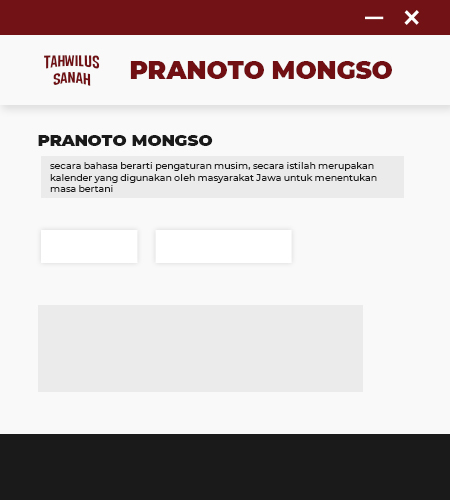 TAHWILUS
SANAH
PRANOTO MONGSO
PRANOTO MONGSO
secara bahasa berarti pengaturan musim, secara istilah merupakan
kalender yang digunakan oleh masyarakat Jawa untuk menentukan
masa bertani